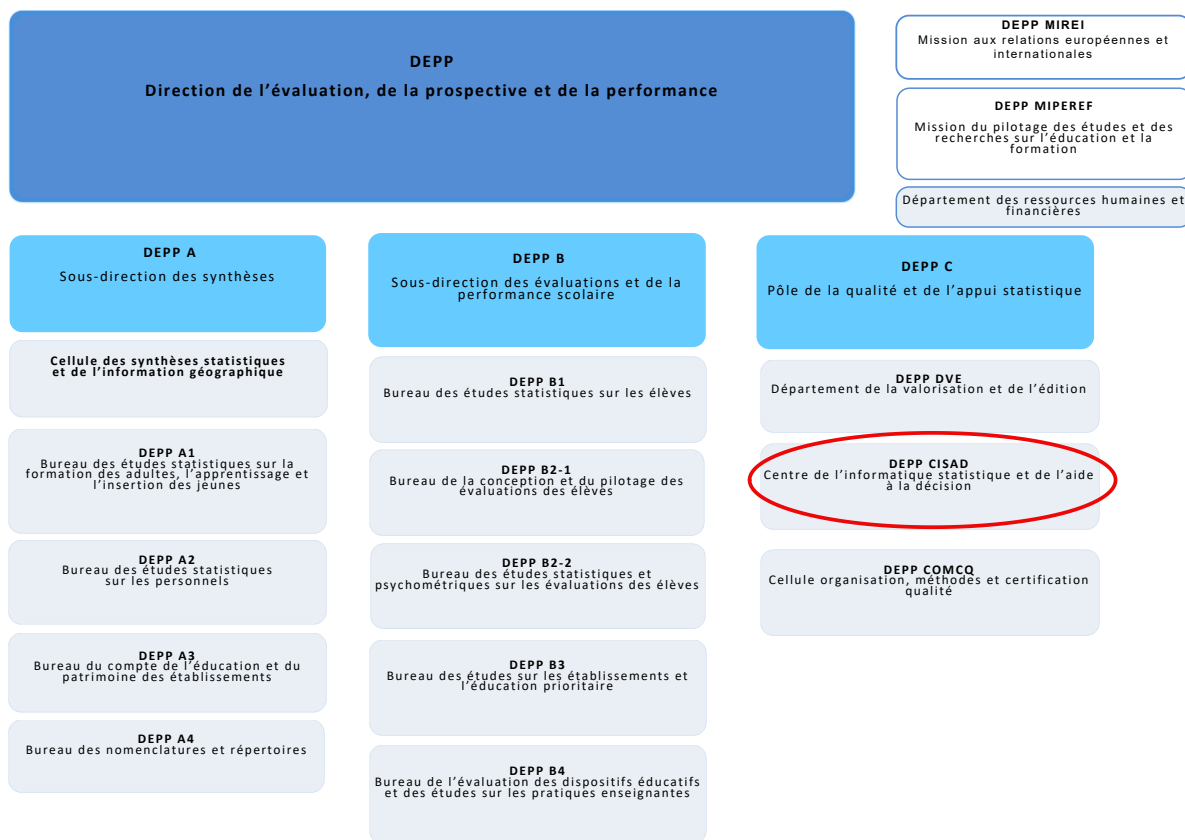 DEPP
Direction de l’évaluation, de la prospective et de la performance
DEPP MIREI
Mission aux relations européennes et
internationales
DEPP MIPEREF
Mission du pilotage des études et des
recherches sur l’éducation et la
formation
Département des ressources humaines et
financières
DEPP A
Sous-direction des synthèses
Cellule des synthèses statistiques
et de l’information géographique
DEPP A1
Bureau des études statistiques sur la
formation des adultes, l’apprentissage et
l’insertion des jeunes
DEPP A2
Bureau des études statistiques
sur les personnels
DEPP A3
Bureau du compte de l’éducation et du
patrimoine des établissements
DEPP A4
Bureau des nomenclatures et répertoires
DEPP B
Sous-direction des évaluations et de la
performance scolaire
DEPP B1
Bureau des études statistiques sur les élèves
DEPP B2-1
Bureau de la conception et du pilotage des
évaluations des élèves
DEPP B2-2
Bureau des études statistiques et
psychométriques sur les évaluations des élèves
DEPP B3
Bureau des études sur les établissements et
l’éducation prioritaire
DEPP B4
Bureau de l’évaluation des dispositifs éducatifs
et des études sur les pratiques enseignantes
DEPP C
Pôle de la qualité et de l’appui statistique
DEPP DVE
Département de la valorisation et de l’édition
DEPP CISAD
Centre de l’informatique statistique et de l’aide
à la décision
DEPP COMCQ
Cellule organisation, méthodes et certification
qualité